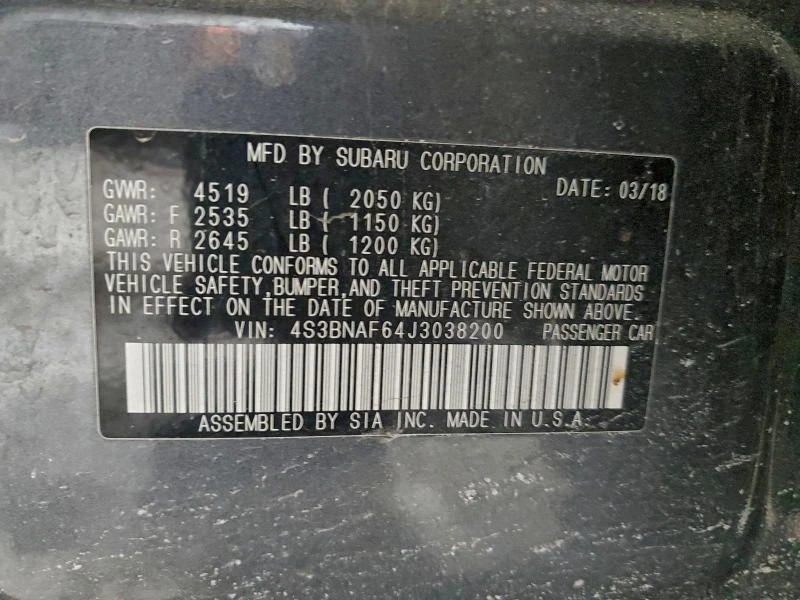 MFD BY SUBARU CORPORATION
GVWR: 4519 LB ( 2050 KG) DATE: 03/18
GAWR: F 2535 LB ( 1150 KG)
GAWR: R 2645 LB ( 1200 KG)
THIS VEHICLE CONFORMS TO ALL APPLICABLE FEDERAL MOTOR
VEHICLE SAFETY, BUMPER, AND THEFT PREVENTION STANDARDS
IN EFFECT ON THE DATE OF MANUFACTURE SHOWN ABOVE.
VIN: 4S3BNAF64J3038200 PASSENGER CAR
ASSEMBLED BY SIA INC. MADE IN U.S.A.